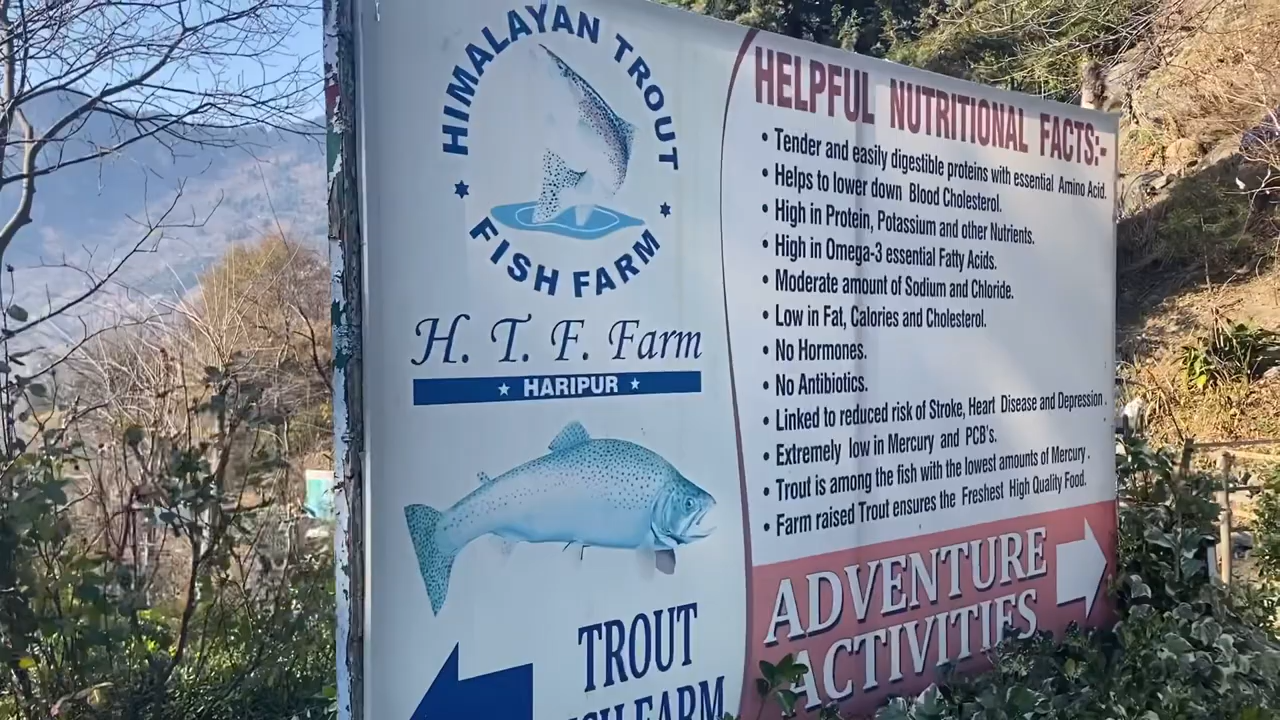 HIMALAYAN TROUT
FISH FARM
H. T. F. Farm
HARIPUR
TROUT
FARM
HELPFUL NUTRITIONAL FACTS:-
• Tender and easily digestible proteins with essential Amino Acid.
• Helps to lower down Blood Cholesterol.
• High in Protein, Potassium and other Nutrients.
• High in Omega-3 essential Fatty Acids.
• Moderate amount of Sodium and Chloride.
• Low in Fat, Calories and Cholesterol.
• No Hormones.
• No Antibiotics.
• Linked to reduced risk of Stroke, Heart Disease and Depression.
• Extremely low in Mercury and PCB's.
• Trout is among the fish with the lowest amounts of Mercury.
• Farm raised Trout ensures the Freshest High Quality Food.
ADVENTURE
ACTIVITIES